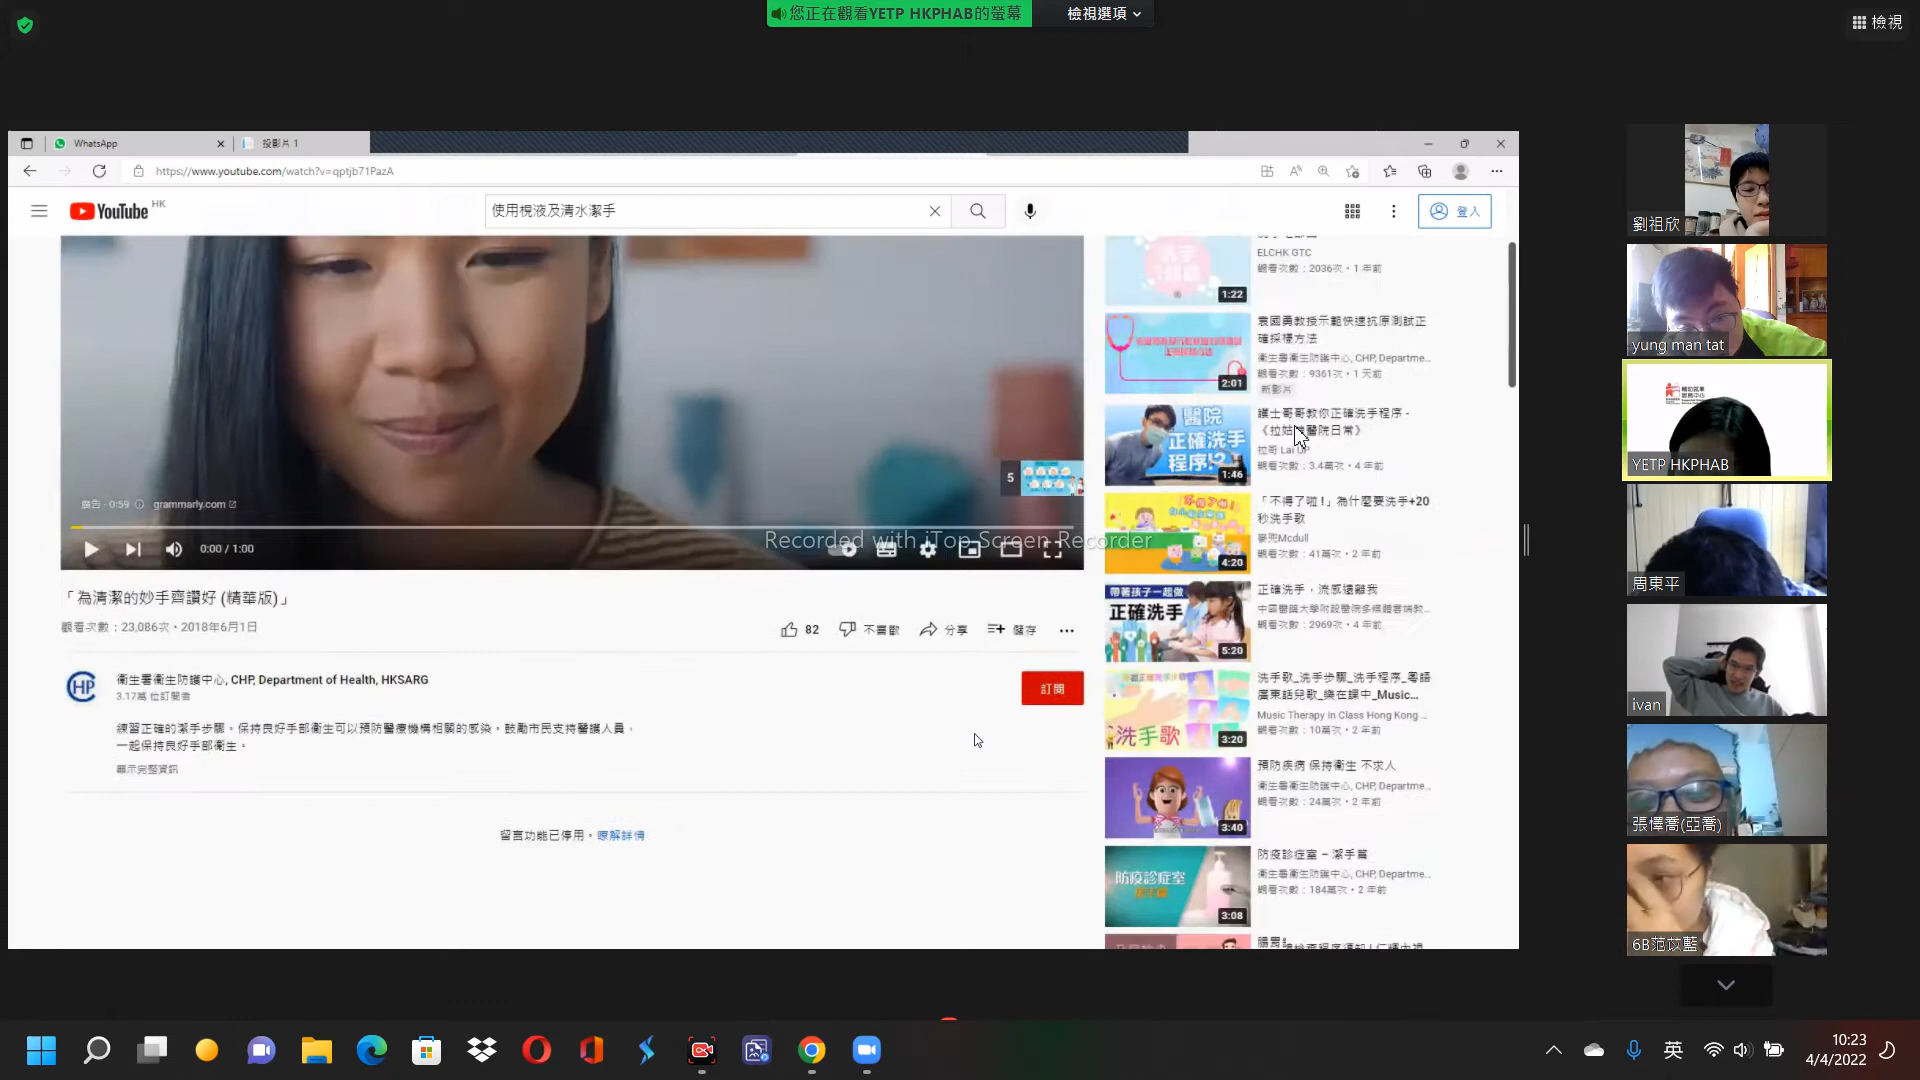 您正在觀看YETP HKPHAB的螢幕
檢視選項
檢視
WhatsApp
投影片 1
https://www.youtube.com/watch?v=qptjb71PazA
YouTube HK
使用梘液及清水潔手
登入
廣告 · 0:59
grammarly.com
5
0:00 / 1:00
Recorded with iTop Screen Recorder
「為清潔的妙手齊讚好 (精華版)」
觀看次數：23,086次 • 2018年6月1日
82
不喜歡
分享
儲存
衞生署衞生防護中心, CHP, Department of Health, HKSARG
3.17萬 位訂閱者
訂閱
練習正確的潔手步驟。保持良好手部衞生可以預防醫療機構相關的感染。鼓勵市民支持醫護人員，
一起保持良好手部衞生。
顯示完整資訊
留言功能已停用。瞭解詳情
ELCHK GTC
觀看次數：2036次 • 1 年前
1:22
袁國勇教授示範快速抗原測試正
確採樣方法
衞生署衞生防護中心, CHP, Departme...
觀看次數：9361次 • 1 天前
新影片
2:01
護士哥哥教你正確洗手程序 -
《拉姑娘醫院日常》
拉哥 Lai UP
觀看次數：3.4萬次 • 4 年前
醫院
正確洗手
程序!?
1:46
「不得了啦！」為什麼要洗手+20
秒洗手歌
麥兜Mcdull
觀看次數：41萬次 • 2 年前
4:20
正確洗手，流感遠離我
中國醫藥大學附設醫院多媒體雲端教...
觀看次數：2969次 • 4 年前
帶著孩子一起做
正確洗手
5:20
洗手歌_洗手步驟_洗手程序_粵語
廣東話兒歌_樂在課中_Music...
Music Therapy in Class Hong Kong ...
觀看次數：10萬次 • 2 年前
洗手歌
3:20
預防疾病 保持衞生 不求人
衞生署衞生防護中心, CHP, Departme...
觀看次數：24萬次 • 2 年前
3:40
防疫診症室 – 潔手篇
衞生署衞生防護中心, CHP, Departme...
觀看次數：184萬次 • 2 年前
防疫診症室
3:08
劉祖欣
yung man tat
YETP HKPHAB
周東平
ivan
張懌喬(亞喬)
6B范苡藍
英
10:23
4/4/2022